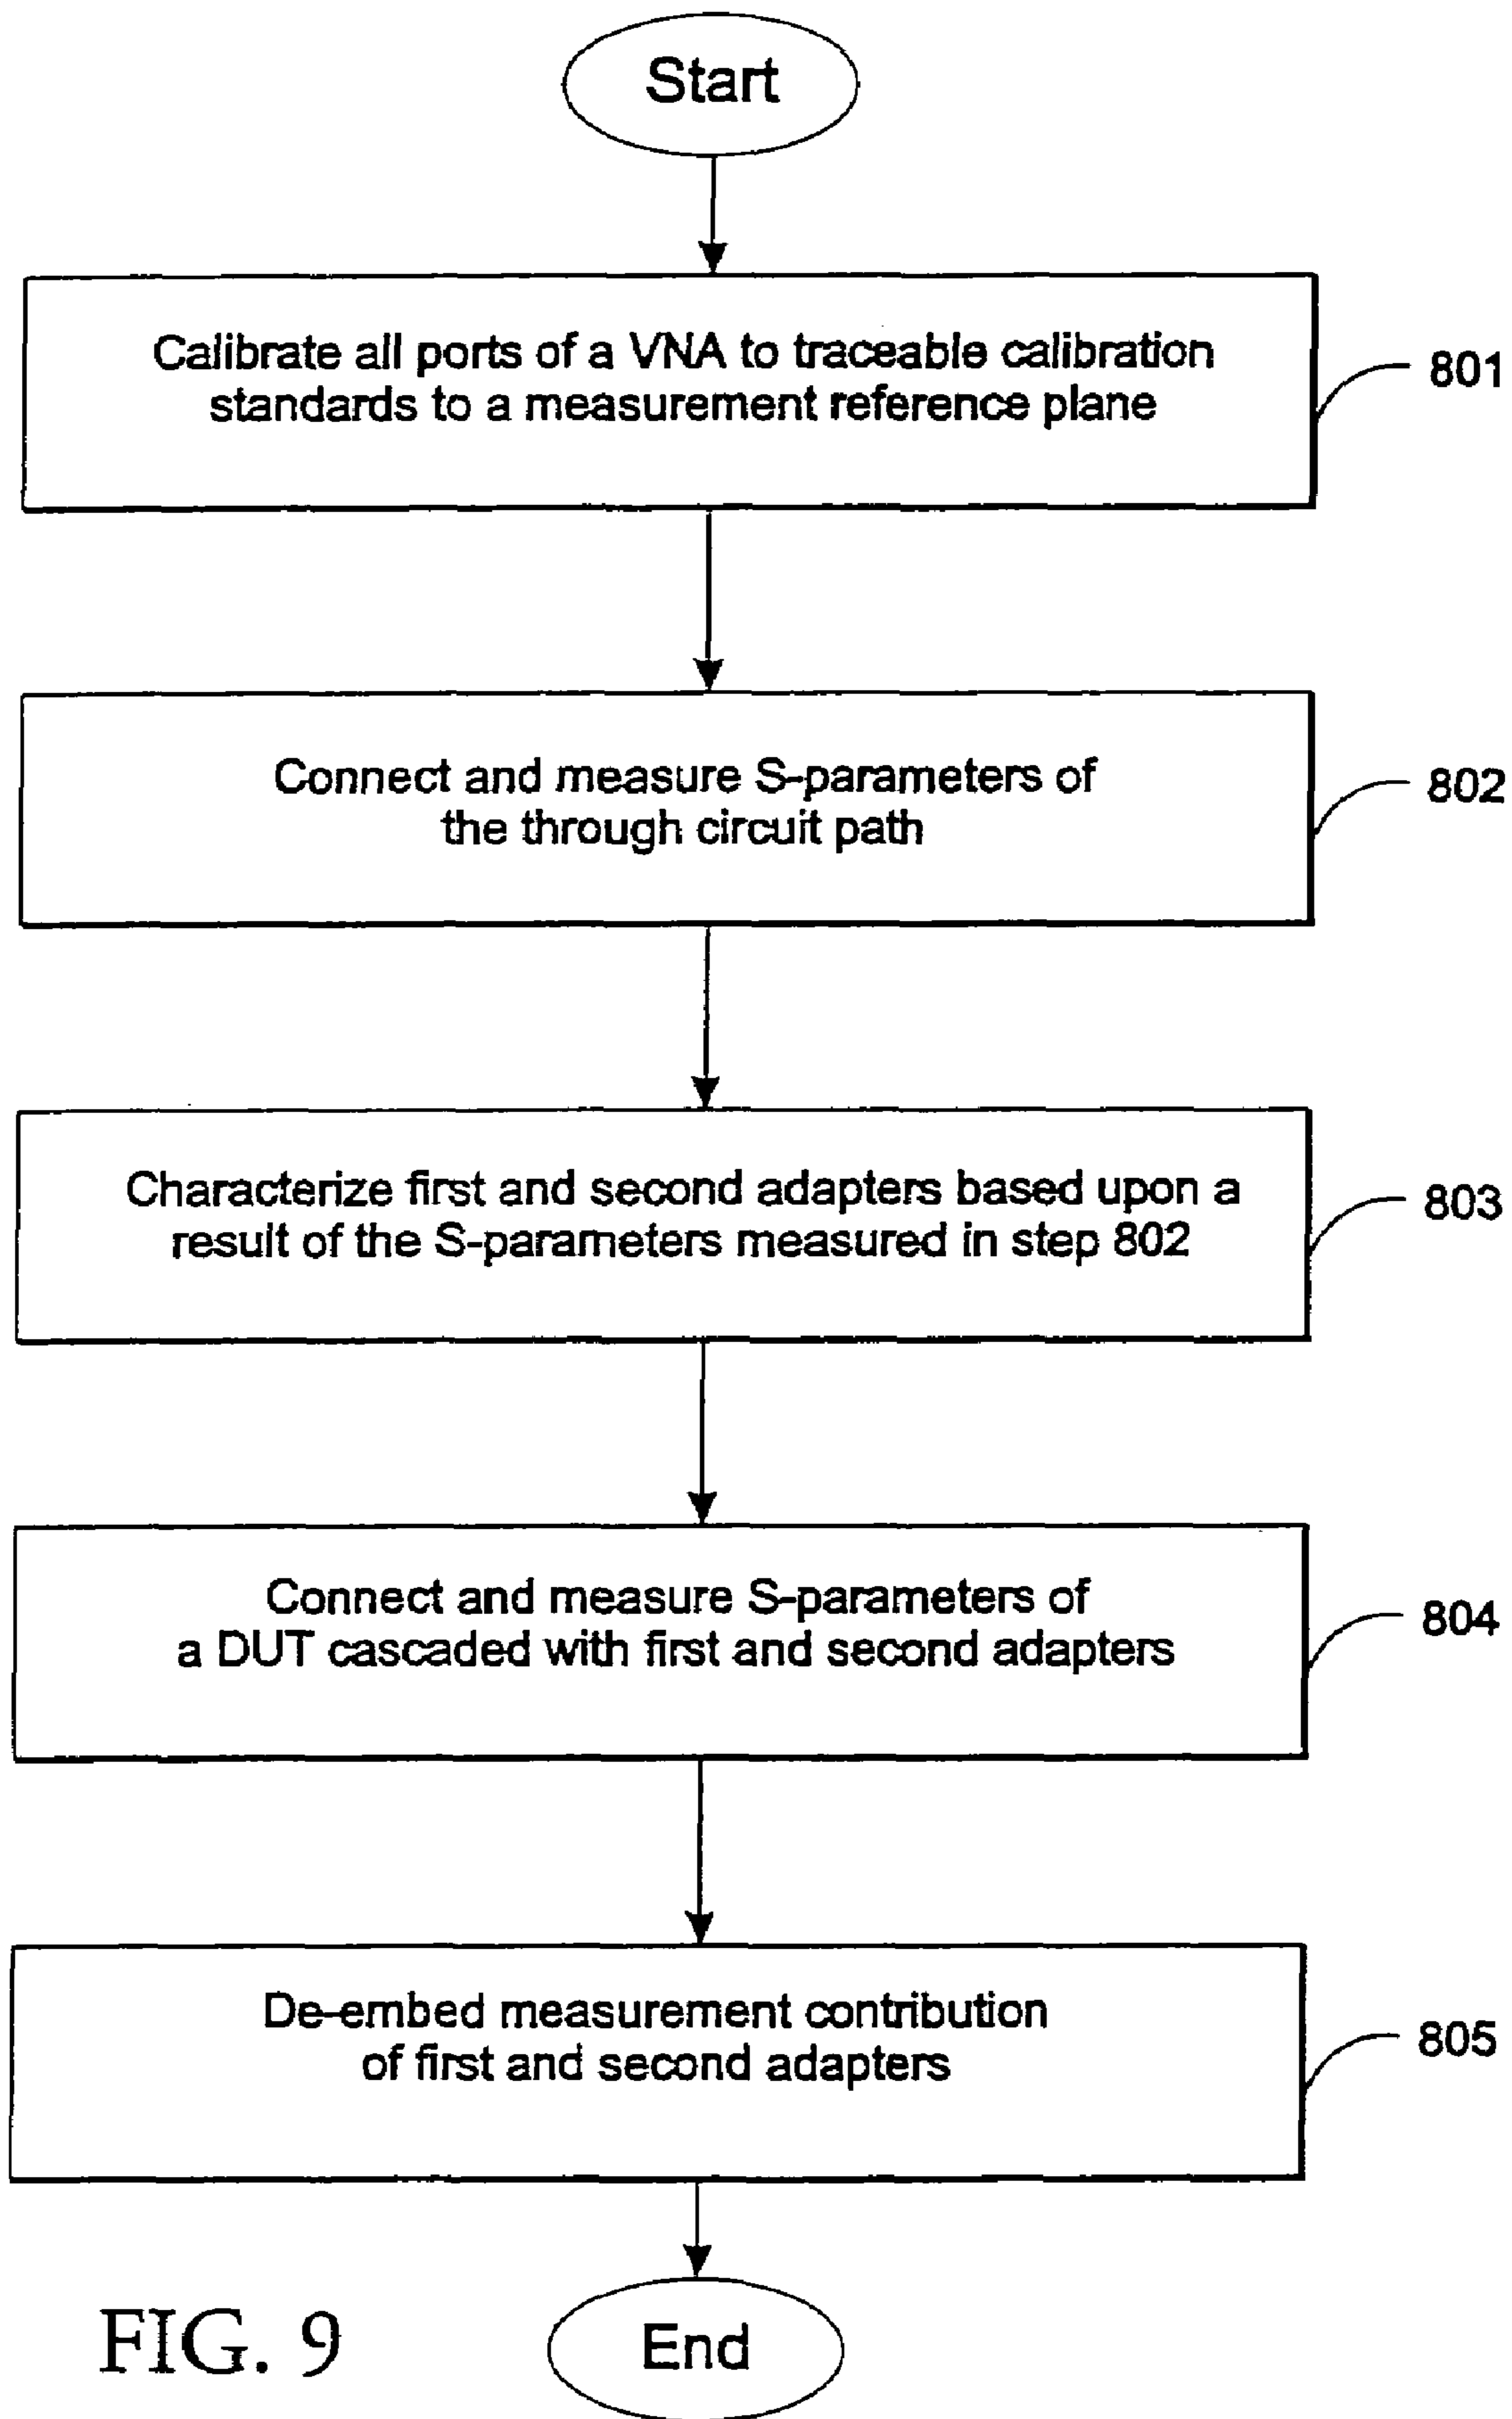 Start
Calibrate all ports of a VNA to traceable calibration
standards to a measurement reference plane
801
Connect and measure S-parameters of
the through circuit path
802
Characterize first and second adapters based upon a
result of the S-parameters measured in step 802
803
Connect and measure S-parameters of
a DUT cascaded with first and second adapters
804
De-embed measurement contribution
of first and second adapters
805
End
FIG. 9